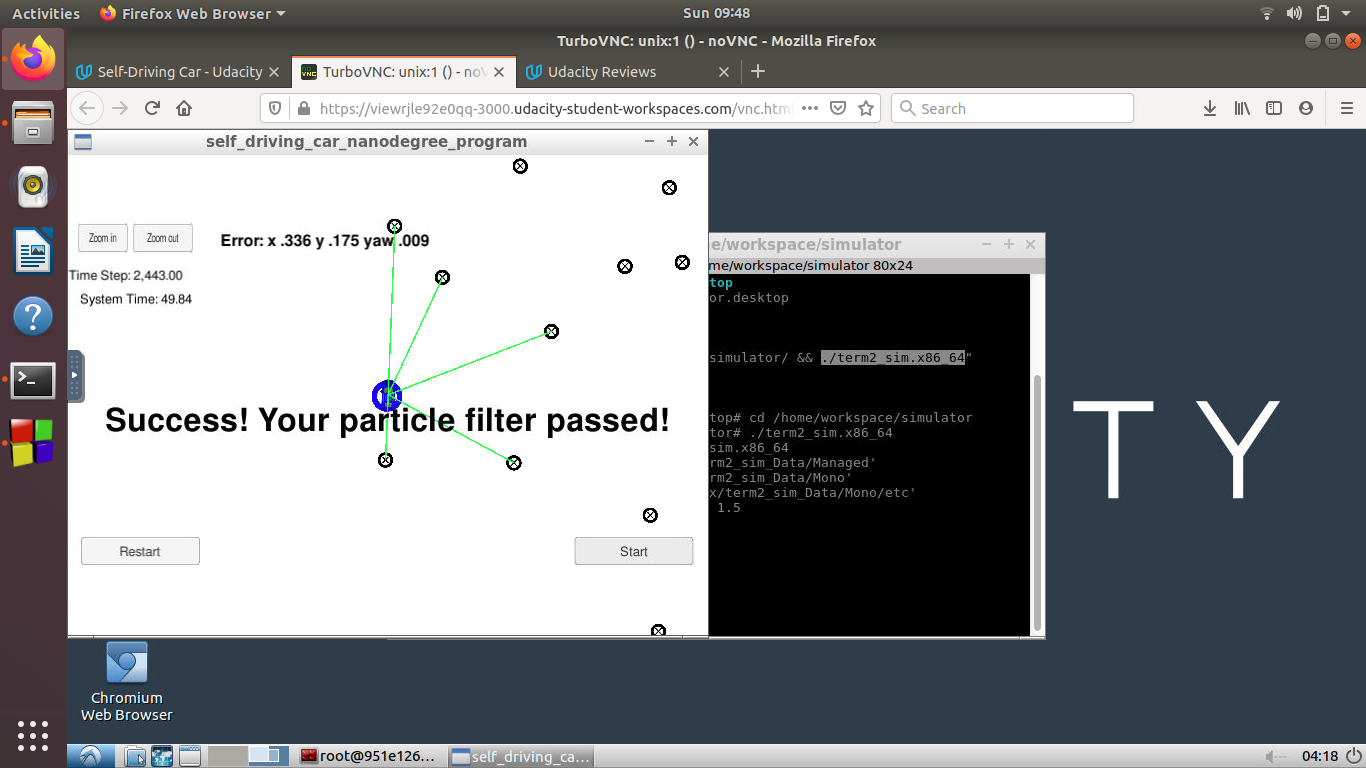 Activities
Firefox Web Browser
Sun 09:48
TurboVNC: unix:1 () - noVNC - Mozilla Firefox
Self-Driving Car - Udacity
TurboVNC: unix:1 () - noV
Udacity Reviews
https://viewrjle92e0qq-3000.udacity-student-workspaces.com/vnc.html
Search
self_driving_car_nanodegree_program
Zoom in
Zoom out
Error: x .336 y .175 yaw .009
Time Step: 2,443.00
System Time: 49.84
Success! Your particle filter passed!
Restart
Start
e/workspace/simulator
me/workspace/simulator 80x24
top
or.desktop
simulator/ && ./term2_sim.x86_64"
top# cd /home/workspace/simulator
tor# ./term2_sim.x86_64
sim.x86_64
rm2_sim_Data/Managed'
rm2_sim_Data/Mono'
x/term2_sim_Data/Mono/etc'
1.5
T Y
Chromium
Web Browser
root@951e126...
self_driving_ca...
04:18